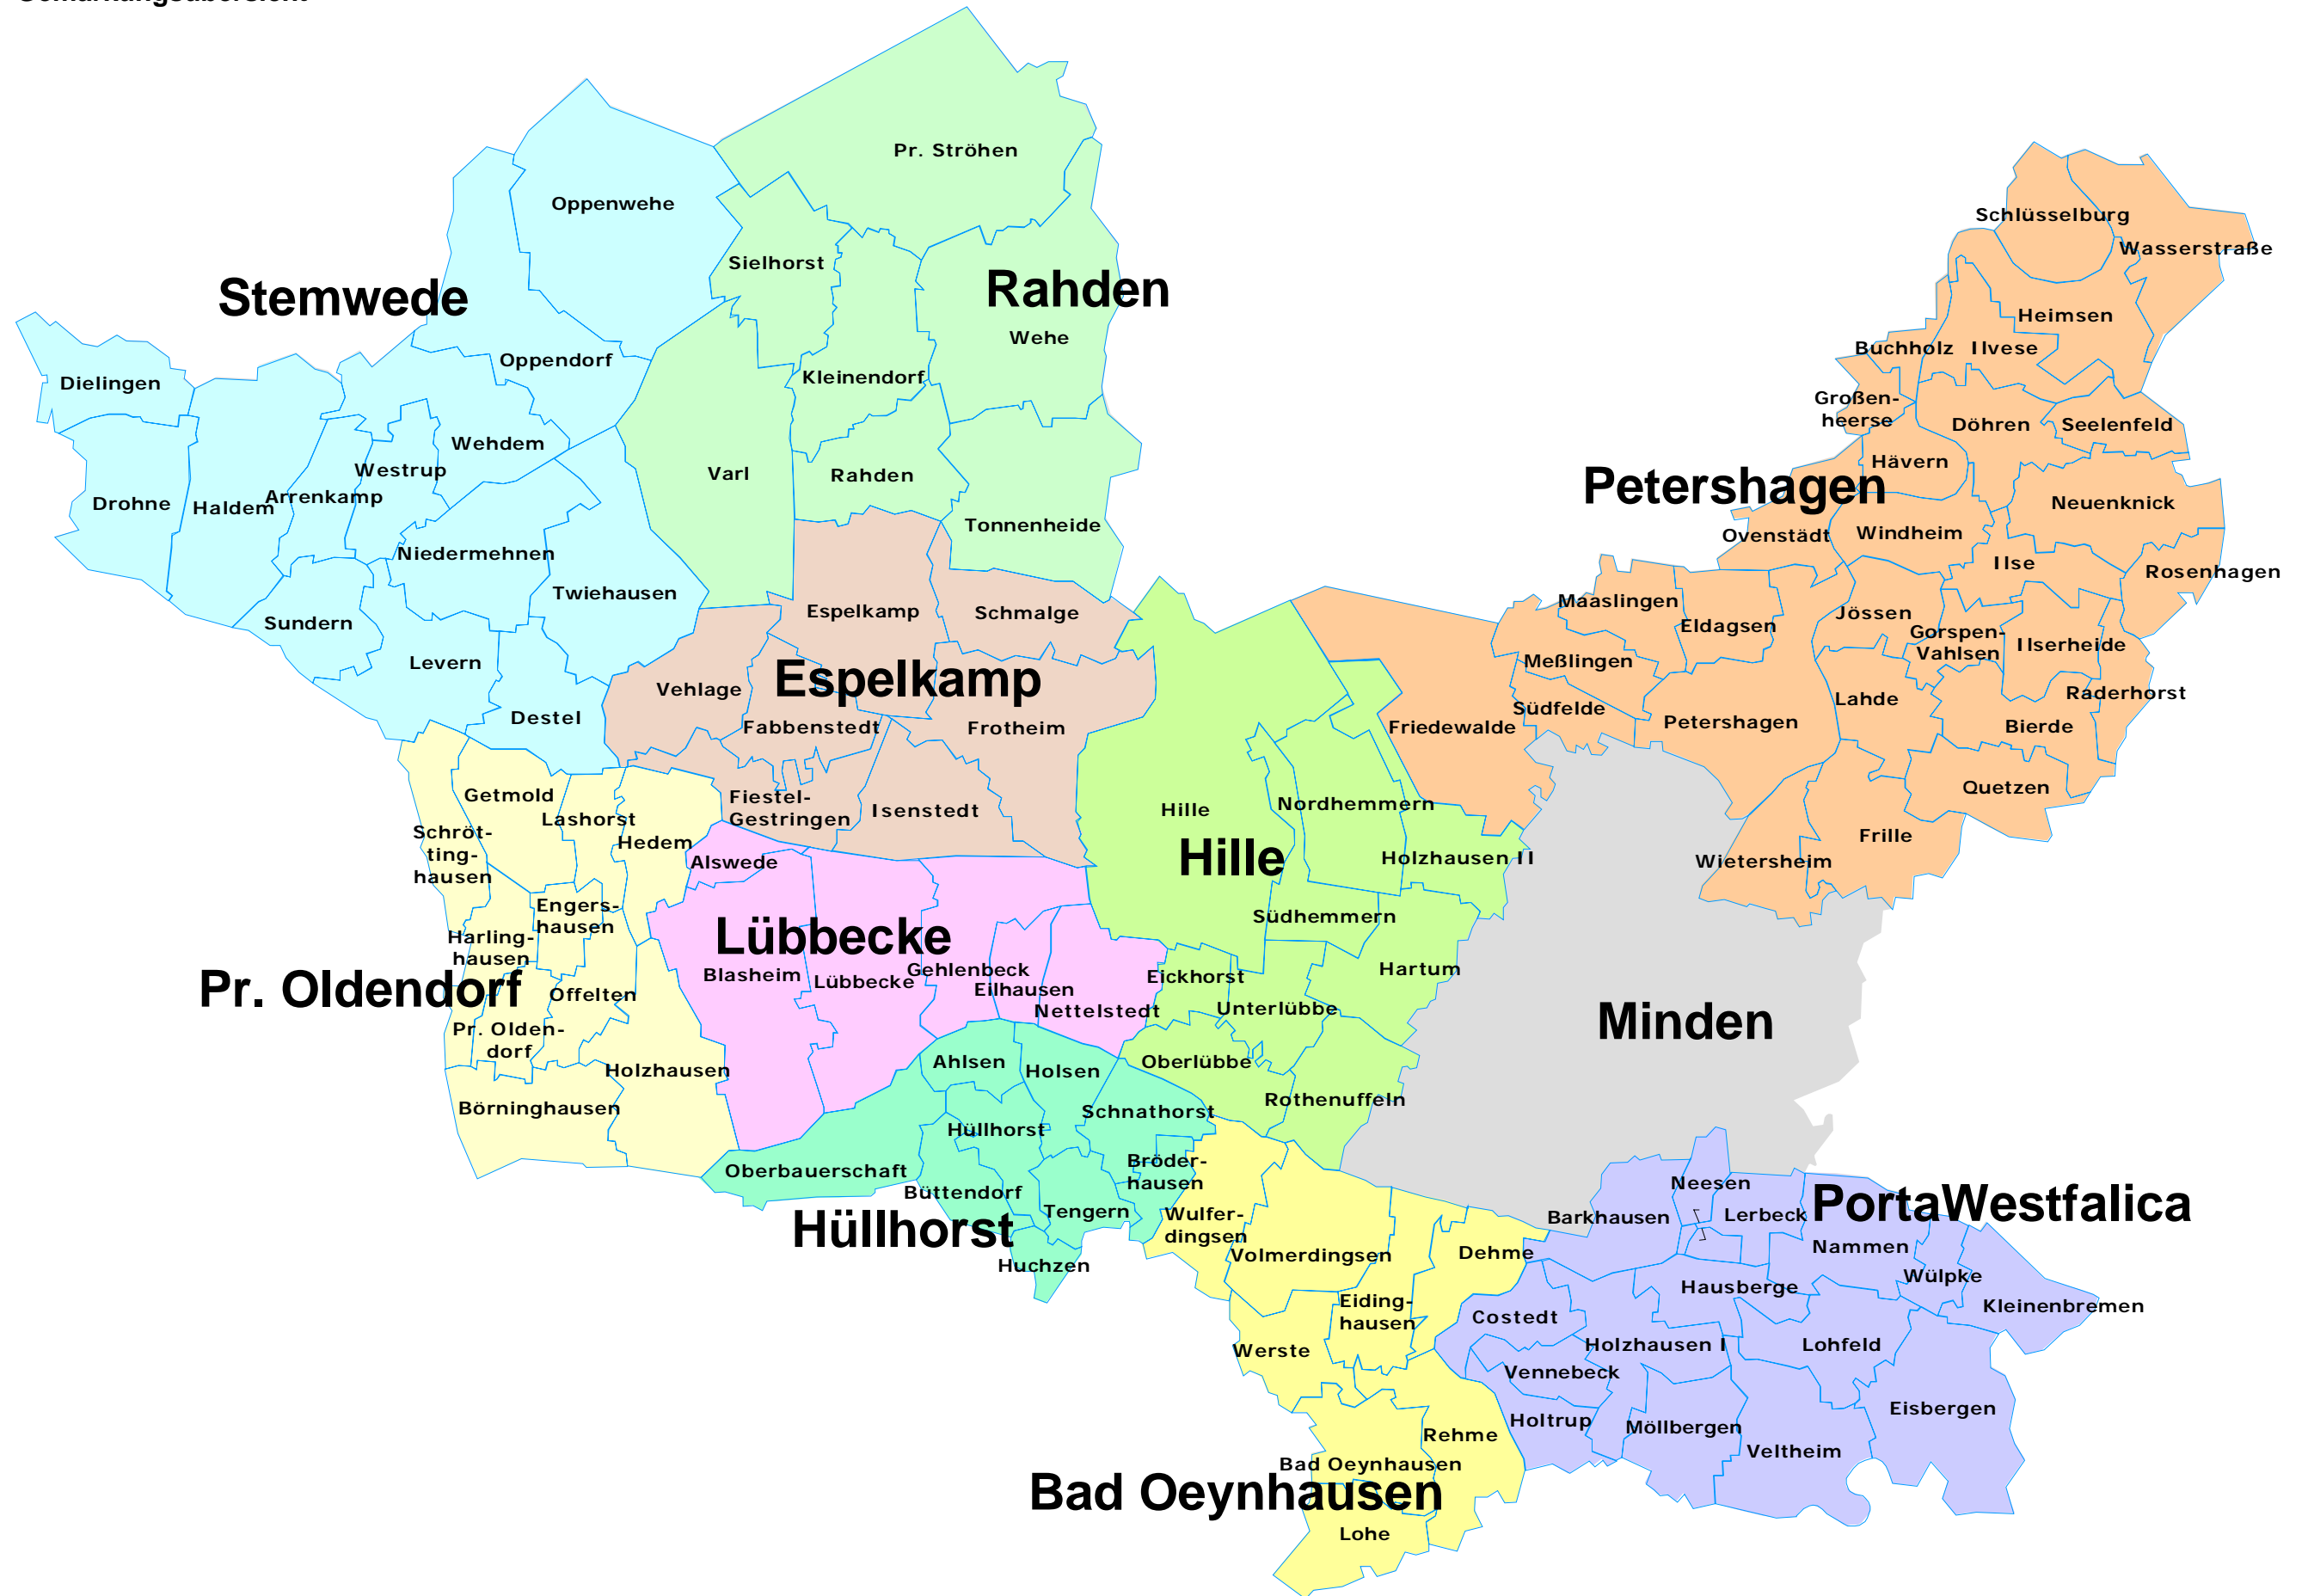 Gemarkungsübersicht
Stemwede
Oppenwehe
Oppendorf
Dielingen
Wehdem
Westrup
Arrenkamp
Haldem
Drohne
Niedermehnen
Twiehausen
Sundern
Levern
Destel
Rahden
Pr. Ströhen
Sielhorst
Wehe
Kleinendorf
Varl
Rahden
Tonnenheide
Espelkamp
Espelkamp
Schmalge
Vehlage
Fabbenstedt
Frotheim
Fiestel-
Gestringen
Isenstedt
Petershagen
Schlüsselburg
Wasserstraße
Heimsen
Buchholz
Ilvese
Großen-
heerse
Döhren
Seelenfeld
Hävern
Neuenknick
Ovenstädt
Windheim
Ilse
Rosenhagen
Maaslingen
Eldagsen
Jössen
Gorspen-
Vahlsen
Ilserheide
Meßlingen
Raderhorst
Lahde
Südfelde
Petershagen
Bierde
Friedewalde
Quetzen
Frille
Wietersheim
Hille
Hille
Nordhemmern
Holzhausen II
Südhemmern
Hartum
Eickhorst
Unterlübbe
Oberlübbe
Rothenuffeln
Pr. Oldendorf
Getmold
Lashorst
Hedem
Schröt-
ting-
hausen
Engers-
hausen
Harling-
hausen
Offelten
Pr. Olden-
dorf
Holzhausen
Börninghausen
Lübbecke
Alswede
Blasheim
Lübbecke
Gehlenbeck
Eilhausen
Nettelstedt
Minden
Hüllhorst
Ahlsen
Holsen
Schnathorst
Hüllhorst
Oberbauerschaft
Bröder-
hausen
Büttendorf
Tengern
Huchzen
Bad Oeynhausen
Wulfer-
dingsen
Volmerdingsen
Dehme
Eiding-
hausen
Werste
Rehme
Bad Oeynhausen
Lohe
PortaWestfalica
Neesen
Barkhausen
Lerbeck
Nammen
Wülpke
Hausberge
Kleinenbremen
Costedt
Holzhausen I
Lohfeld
Vennebeck
Holtrup
Möllbergen
Eisbergen
Veltheim